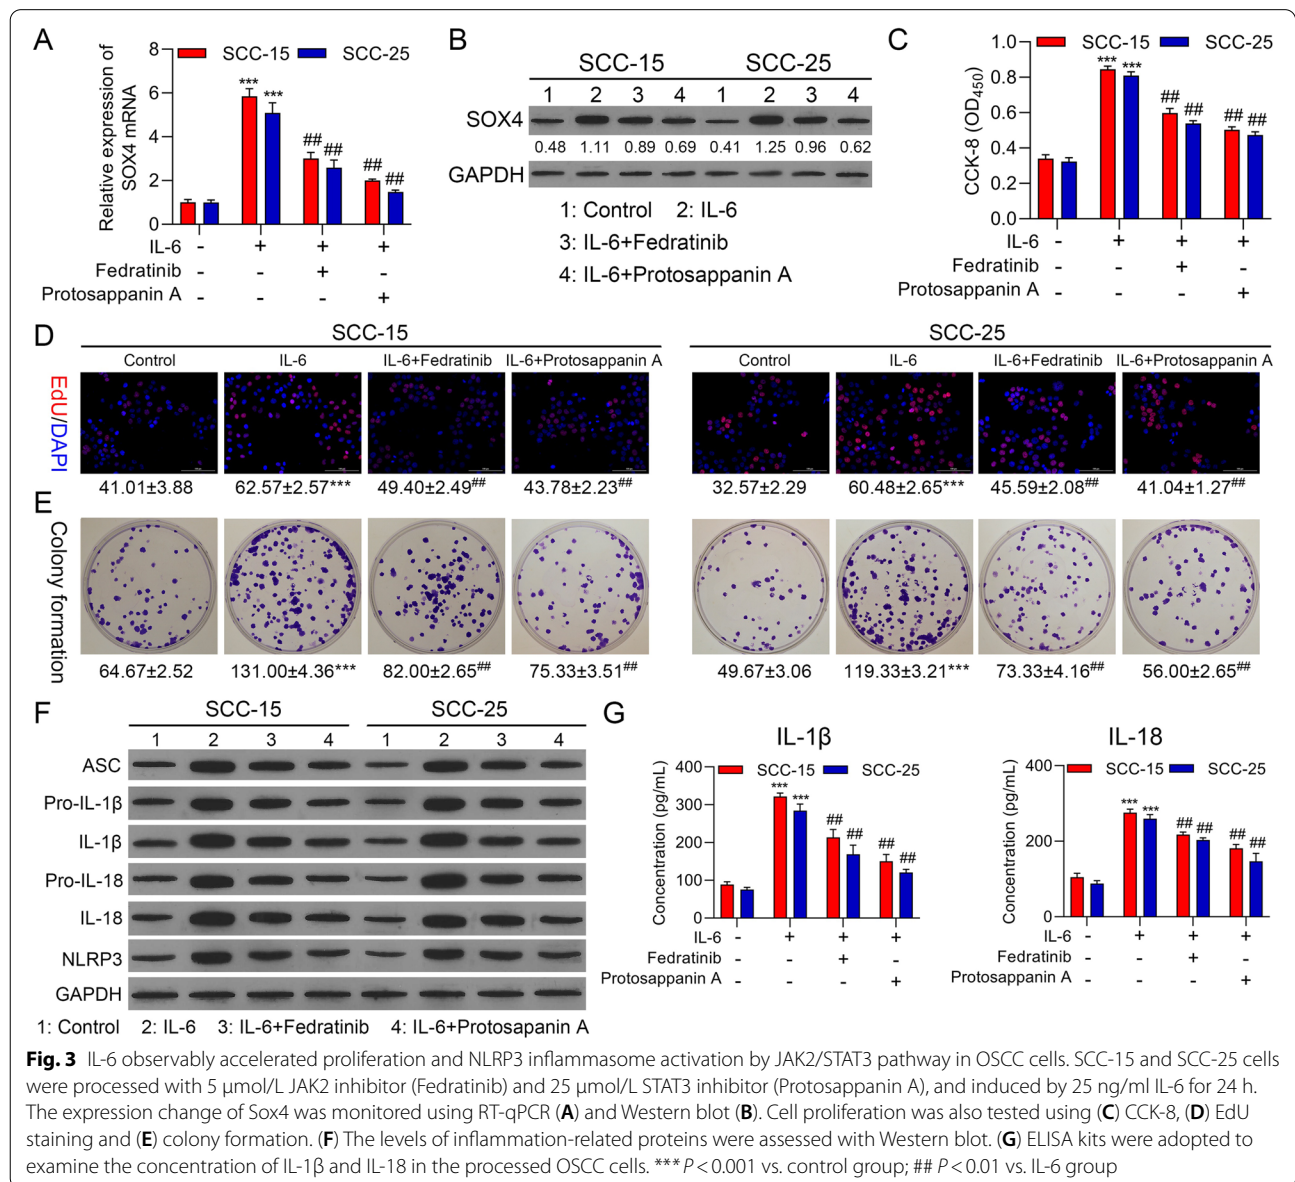 A
Relative expression of
SOX4 mRNA
SCC-15 SCC-25
8
6
4
2
0
*** ***
## ##
## ##
IL-6 - + + +
Fedratinib - - + -
Protosappanin A - - - +
B
SCC-15 SCC-25
1 2 3 4 1 2 3 4
SOX4
0.48 1.11 0.89 0.69 0.41 1.25 0.96 0.62
GAPDH
1: Control 2: IL-6
3: IL-6+Fedratinib
4: IL-6+Protosappanin A
C
CCK-8 (OD450)
SCC-15 SCC-25
1.0
0.8
0.6
0.4
0.2
0.0
*** ***
## ##
## ##
IL-6 - + + +
Fedratinib - - + -
Protosappanin A - - - +
D
SCC-15 SCC-25
Control IL-6 IL-6+Fedratinib IL-6+Protosappanin A Control IL-6 IL-6+Fedratinib IL-6+Protosappanin A
EdU/DAPI
41.01±3.88 62.57±2.57*** 49.40±2.49## 43.78±2.23## 32.57±2.29 60.48±2.65*** 45.59±2.08## 41.04±1.27##
E
Colony formation
64.67±2.52 131.00±4.36*** 82.00±2.65## 75.33±3.51## 49.67±3.06 119.33±3.21*** 73.33±4.16## 56.00±2.65##
F
SCC-15 SCC-25
1 2 3 4 1 2 3 4
ASC
Pro-IL-1β
IL-1β
Pro-IL-18
IL-18
NLRP3
GAPDH
1: Control 2: IL-6 3: IL-6+Fedratinib 4: IL-6+Protosapanin A
G
IL-1β
Concentration (pg/mL)
SCC-15 SCC-25
400
300
200
100
0
*** ***
## ##
## ##
IL-6 - + + +
Fedratinib - - + -
Protosappanin A - - - +
IL-18
Concentration (pg/mL)
SCC-15 SCC-25
400
200
0
*** ***
## ##
## ##
IL-6 - + + +
Fedratinib - - + -
Protosappanin A - - - +
Fig. 3 IL-6 observably accelerated proliferation and NLRP3 inflammasome activation by JAK2/STAT3 pathway in OSCC cells. SCC-15 and SCC-25 cells
were processed with 5 μmol/L JAK2 inhibitor (Fedratinib) and 25 μmol/L STAT3 inhibitor (Protosappanin A), and induced by 25 ng/ml IL-6 for 24 h.
The expression change of Sox4 was monitored using RT-qPCR (A) and Western blot (B). Cell proliferation was also tested using (C) CCK-8, (D) EdU
staining and (E) colony formation. (F) The levels of inflammation-related proteins were assessed with Western blot. (G) ELISA kits were adopted to
examine the concentration of IL-1β and IL-18 in the processed OSCC cells. ***P < 0.001 vs. control group; ## P < 0.01 vs. IL-6 group